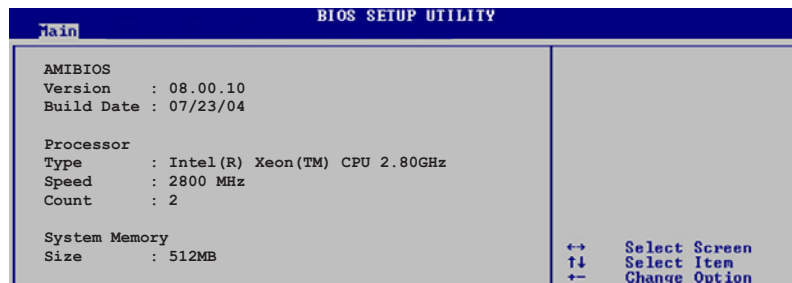 BIOS SETUP UTILITY
Main
AMIBIOS
Version : 08.00.10
Build Date : 07/23/04
Processor
Type : Intel(R) Xeon(TM) CPU 2.80GHz
Speed : 2800 MHz
Count : 2
System Memory
Size : 512MB
←→ Select Screen
↑↓ Select Item
+- Change Option